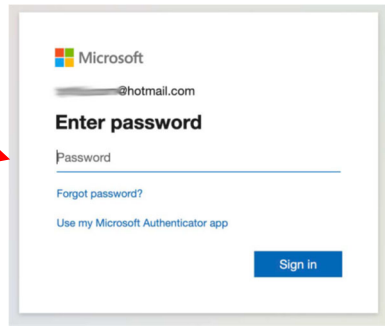 Microsoft
@hotmail.com
Enter password
Password
Forgot password?
Use my Microsoft Authenticator app
Sign in